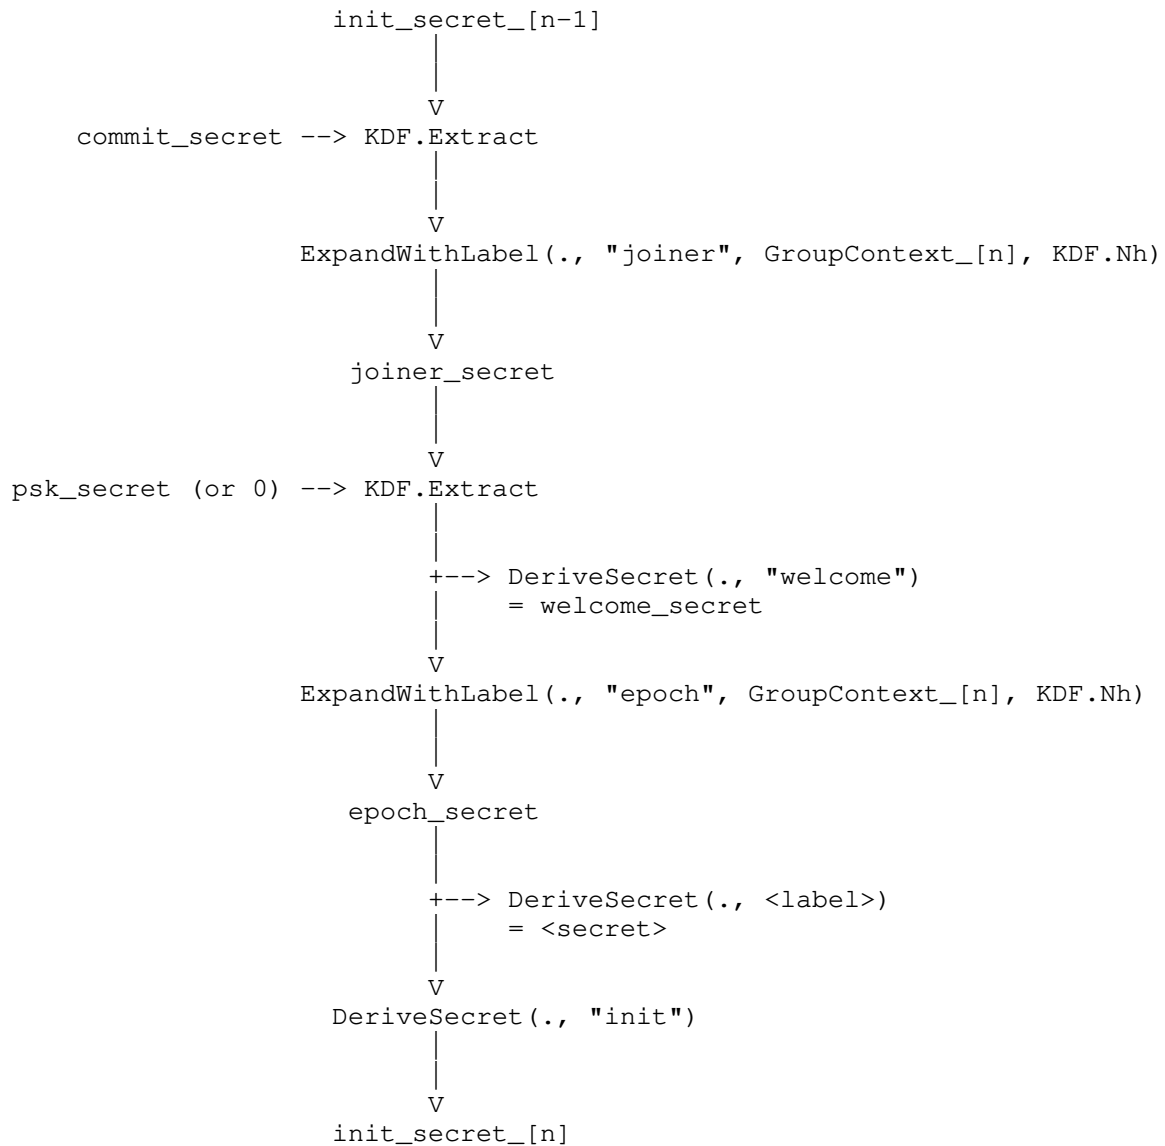 init_secret_[n-1]
|
|
V
commit_secret --> KDF.Extract
|
|
V
ExpandWithLabel(., "joiner", GroupContext_[n], KDF.Nh)
|
|
V
joiner_secret
|
|
V
psk_secret (or 0) --> KDF.Extract
|
|
+--> DeriveSecret(., "welcome")
| = welcome_secret
|
V
ExpandWithLabel(., "epoch", GroupContext_[n], KDF.Nh)
|
|
V
epoch_secret
|
|
+--> DeriveSecret(., <label>)
| = <secret>
|
V
DeriveSecret(., "init")
|
|
V
init_secret_[n]